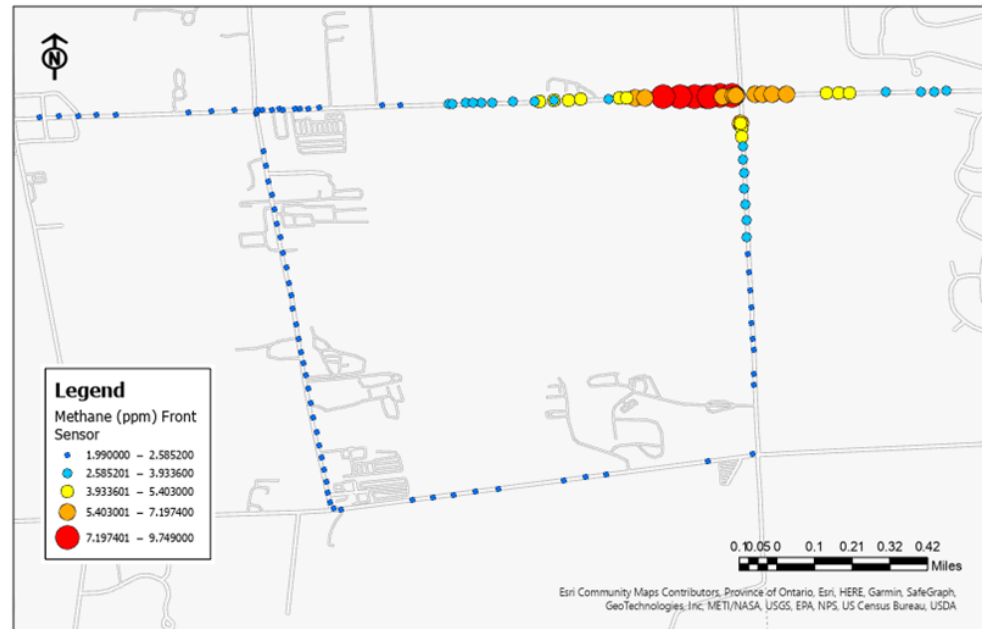 N
Legend
Methane (ppm) Front
Sensor
1.990000 – 2.585200
2.585201 – 3.933600
3.933601 – 5.403000
5.403001 – 7.197400
7.197401 – 9.749000
0.10.05 0 0.1 0.21 0.32 0.42
Miles
Esri Community Maps Contributors, Province of Ontario, Esri, HERE, Garmin, SafeGraph,
GeoTechnologies, Inc, METI/NASA, USGS, EPA, NPS, US Census Bureau, USDA